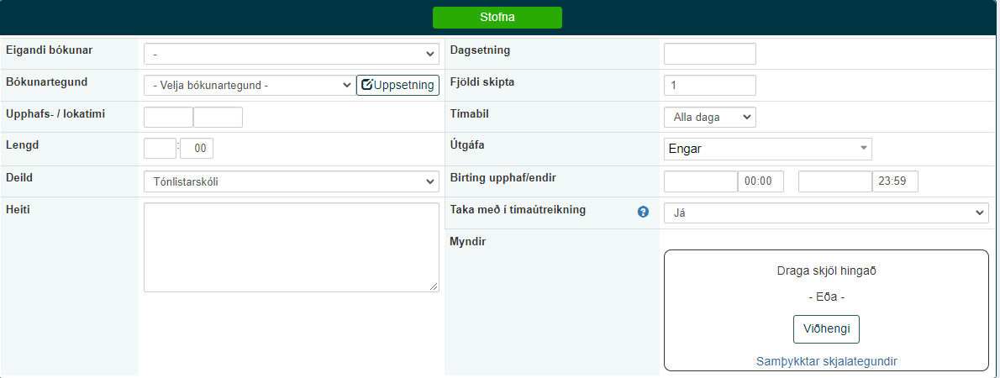 Stofna
Eigandi bókunar
-
Dagsetning
Bókunartegund
- Velja bókunartegund -
Uppsetning
Fjöldi skipta
1
Upphafs- / lokatími
Tímabil
Alla daga
Lengd
: 00
Útgáfa
Engar
Deild
Tónlistarskóli
Birting upphaf/endir
00:00
23:59
Heiti
Taka með í tímaútreikning
?
Já
Myndir
Draga skjöl hingað
- Eða -
Viðhengi
Samþykktar skjalategundir